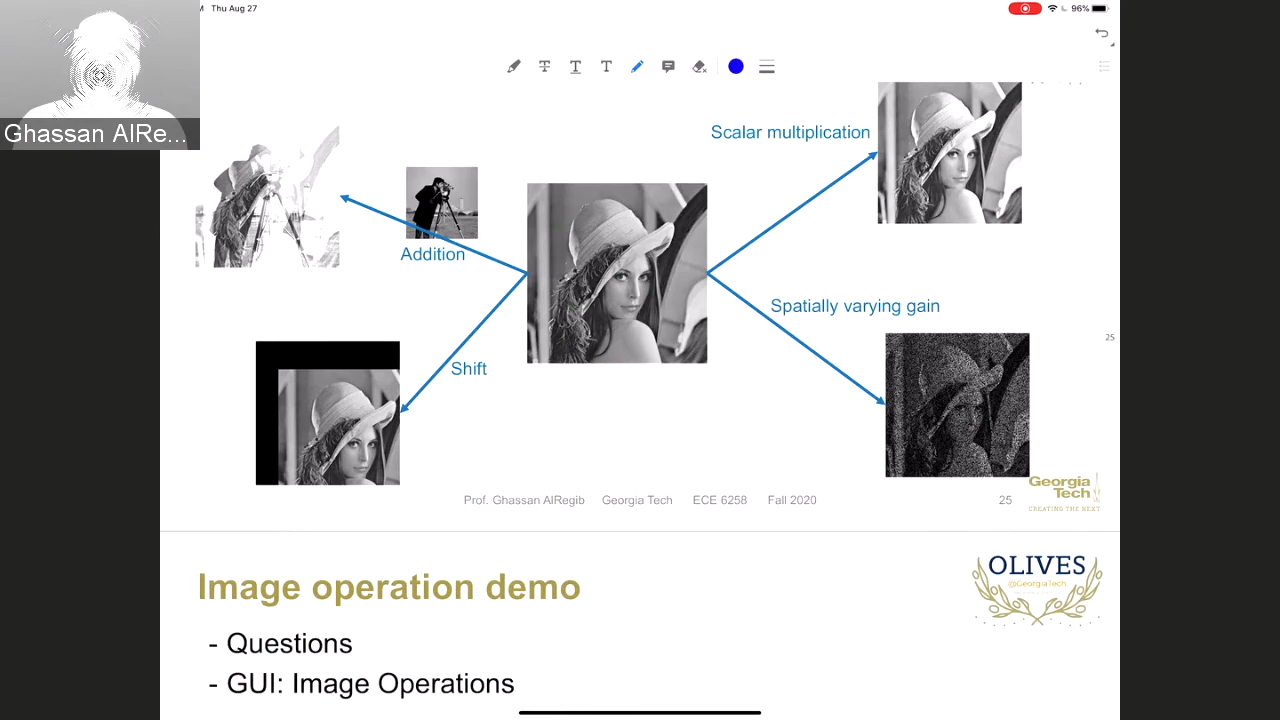 Thu Aug 27
96%
Ghassan AlRe...
Scalar multiplication
Addition
Spatially varying gain
25
Shift
Prof. Ghassan AlRegib Georgia Tech ECE 6258 Fall 2020 25
Georgia
Tech
CREATING THE NEXT
Image operation demo
OLIVES
@GeorgiaTech
- Questions
- GUI: Image Operations